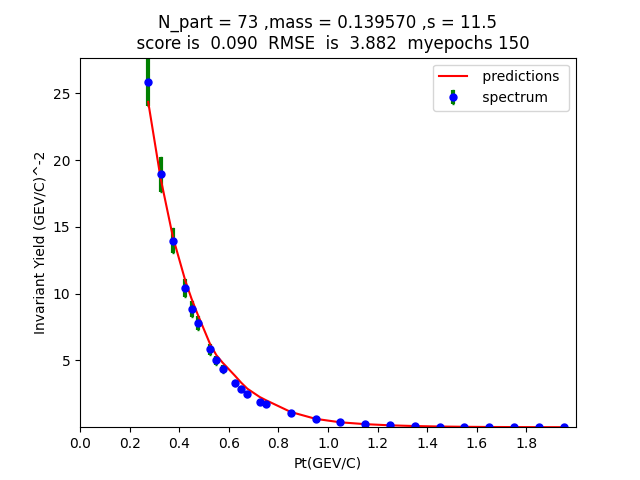 N_part = 73 ,mass = 0.139570 ,s = 11.5
score is  0.090  RMSE  is  3.882  myepochs 150
predictions
spectrum
Invariant Yield (GEV/C)^-2
25
20
15
10
5
0.0 0.2 0.4 0.6 0.8 1.0 1.2 1.4 1.6 1.8
Pt(GEV/C)